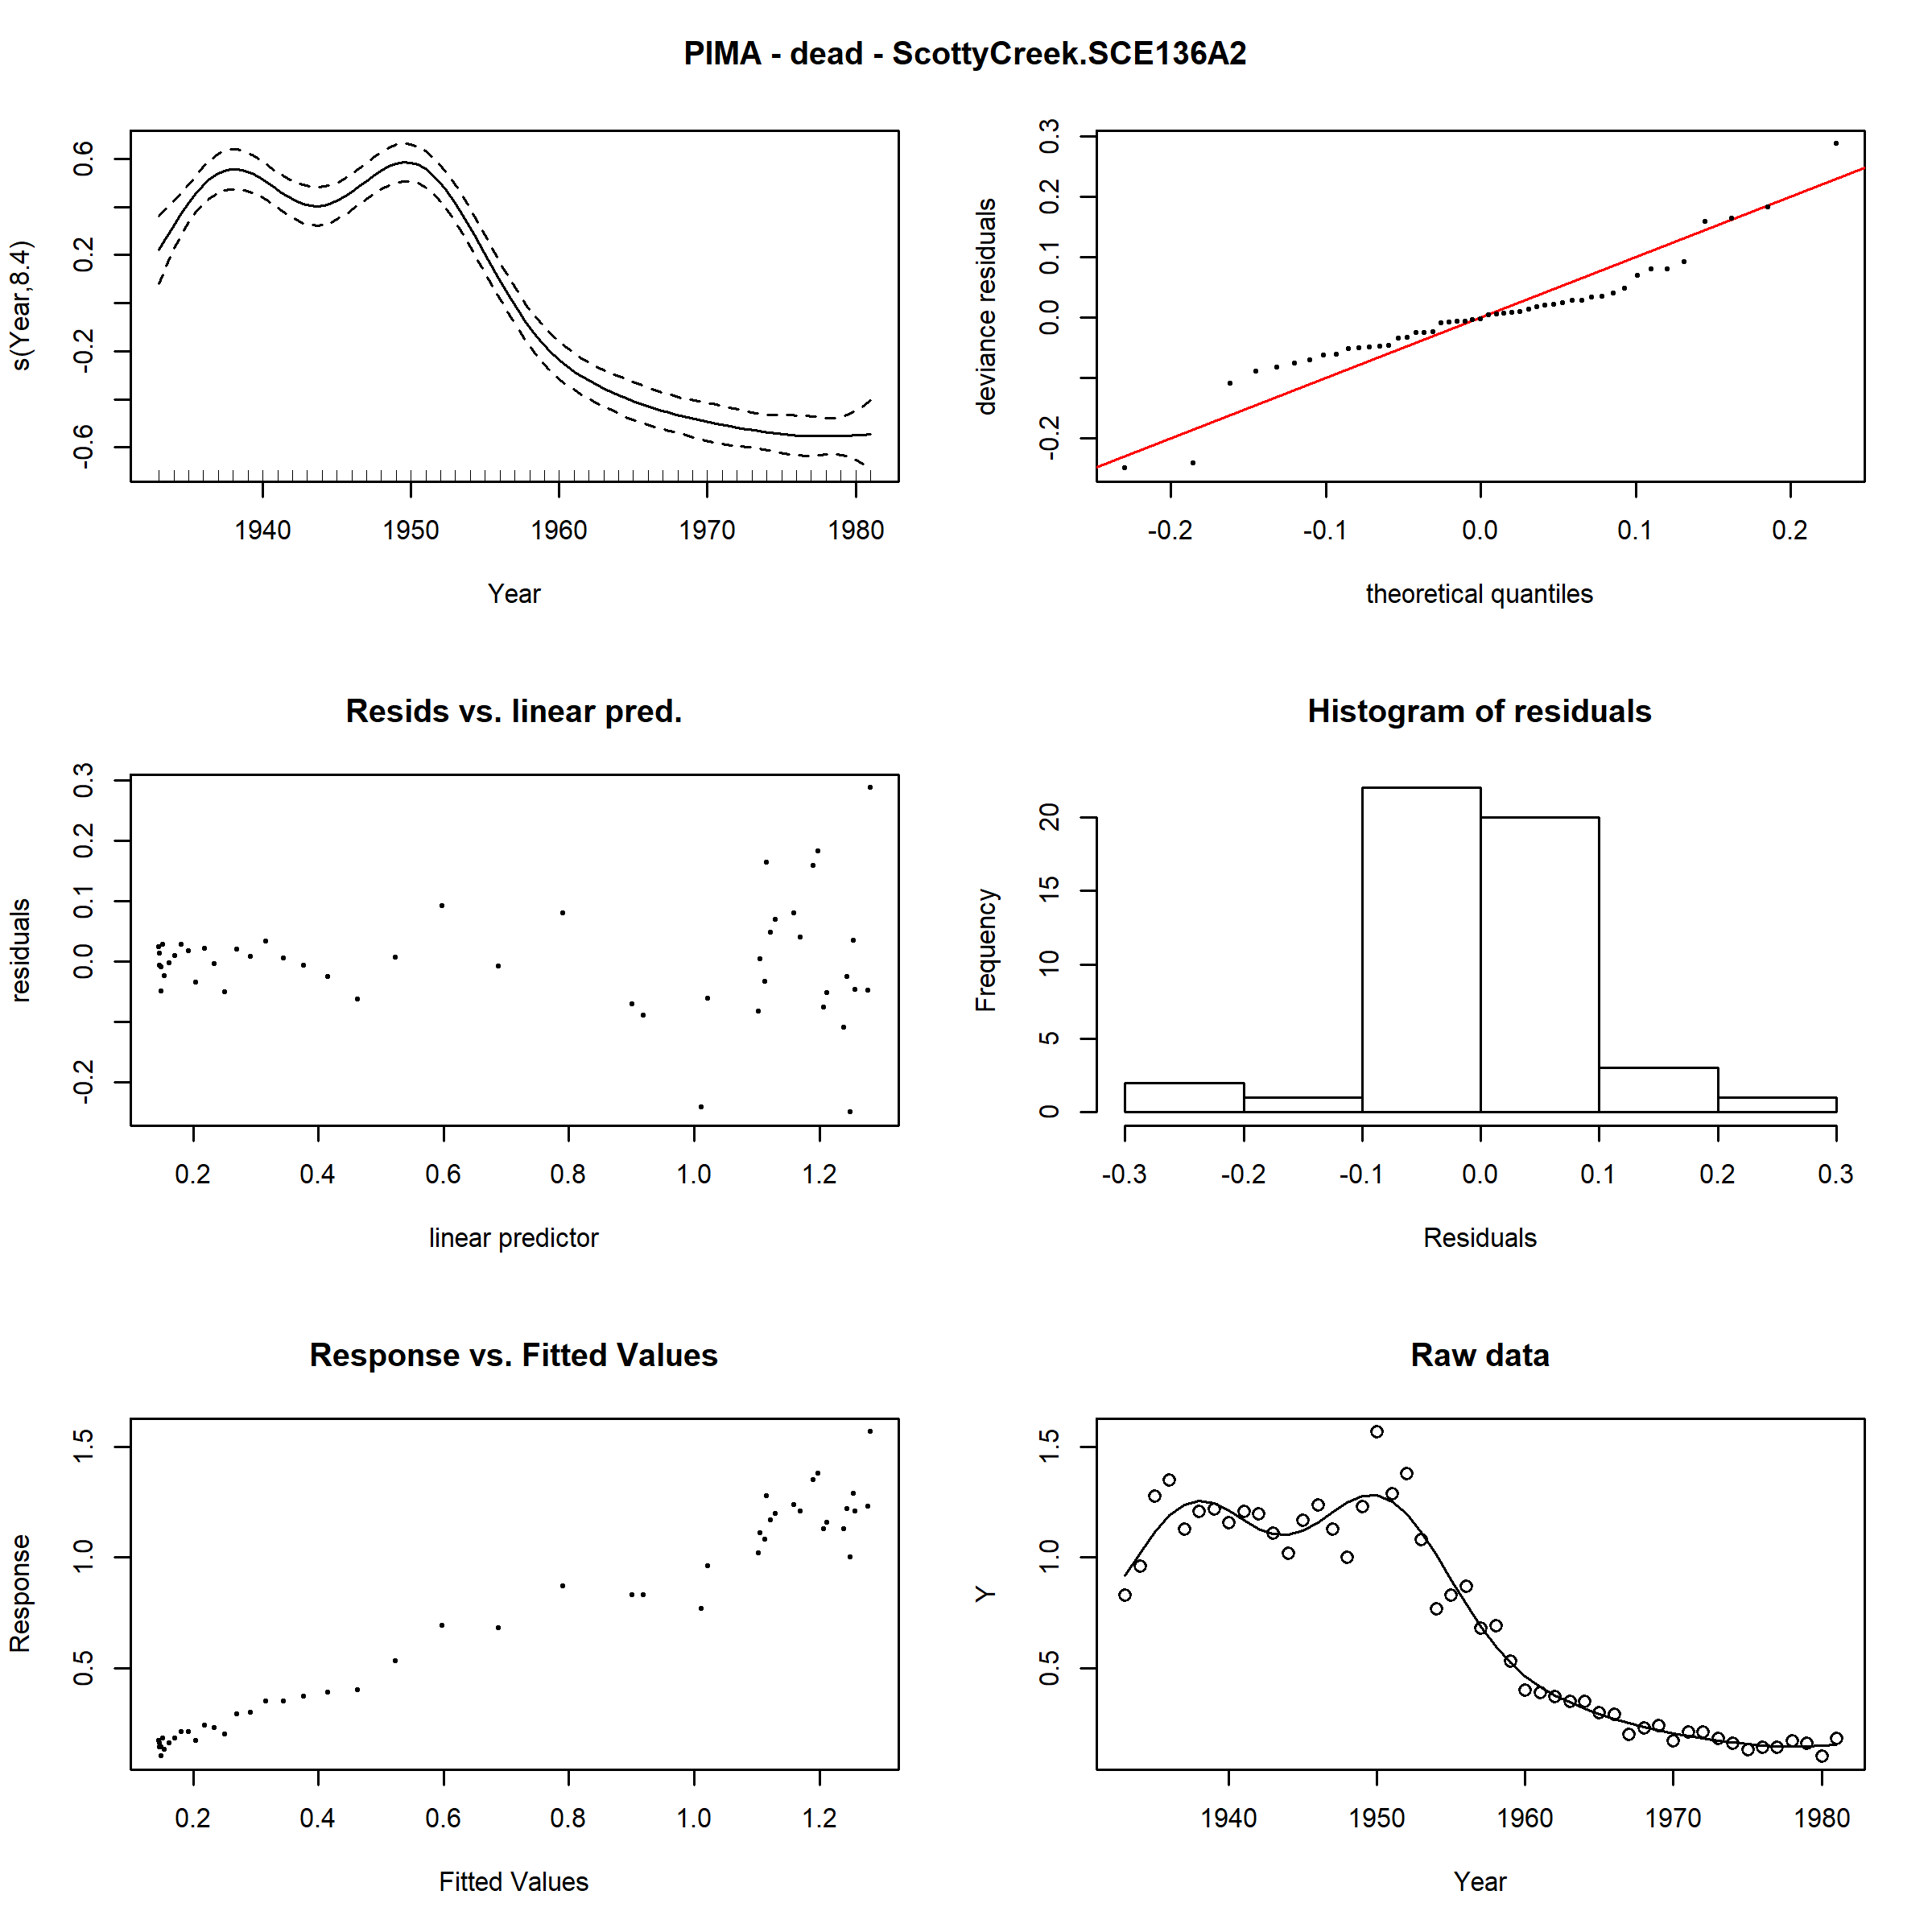 PIMA - dead - ScottyCreek.SCE136A2
s(Year,8.4)
-0.6 -0.2 0.2 0.6
1940 1950 1960 1970 1980
Year
deviance residuals
-0.2 0.0 0.1 0.2 0.3
-0.2 -0.1 0.0 0.1 0.2
theoretical quantiles
Resids vs. linear pred.
residuals
-0.2 0.0 0.1 0.2 0.3
0.2 0.4 0.6 0.8 1.0 1.2
linear predictor
Histogram of residuals
Frequency
0 5 10 15 20
-0.3 -0.2 -0.1 0.0 0.1 0.2 0.3
Residuals
Response vs. Fitted Values
Response
0.5 1.0 1.5
0.2 0.4 0.6 0.8 1.0 1.2
Fitted Values
Raw data
Y
0.5 1.0 1.5
1940 1950 1960 1970 1980
Year